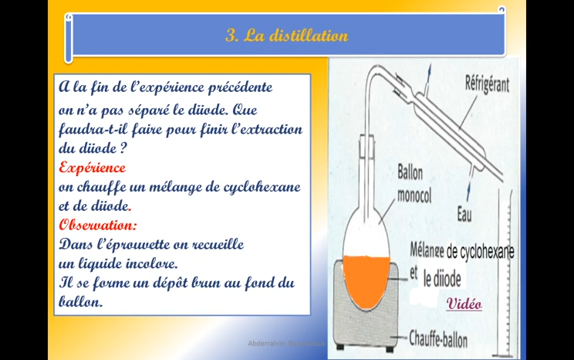 3. La distillation
A la fin de l'expérience précédente
on n'a pas séparé le diiode. Que
faudra-t-il faire pour finir l'extraction
du diiode ?
Expérience
on chauffe un mélange de cyclohexane
et de diiode.
Observation:
Dans l'éprouvette on recueille
un liquide incolore.
Il se forme un dépôt brun au fond du
ballon.
Réfrigérant
Ballon
monocol
Eau
Mélange de cyclohexane
et le diiode
Vidéo
Chauffe-ballon